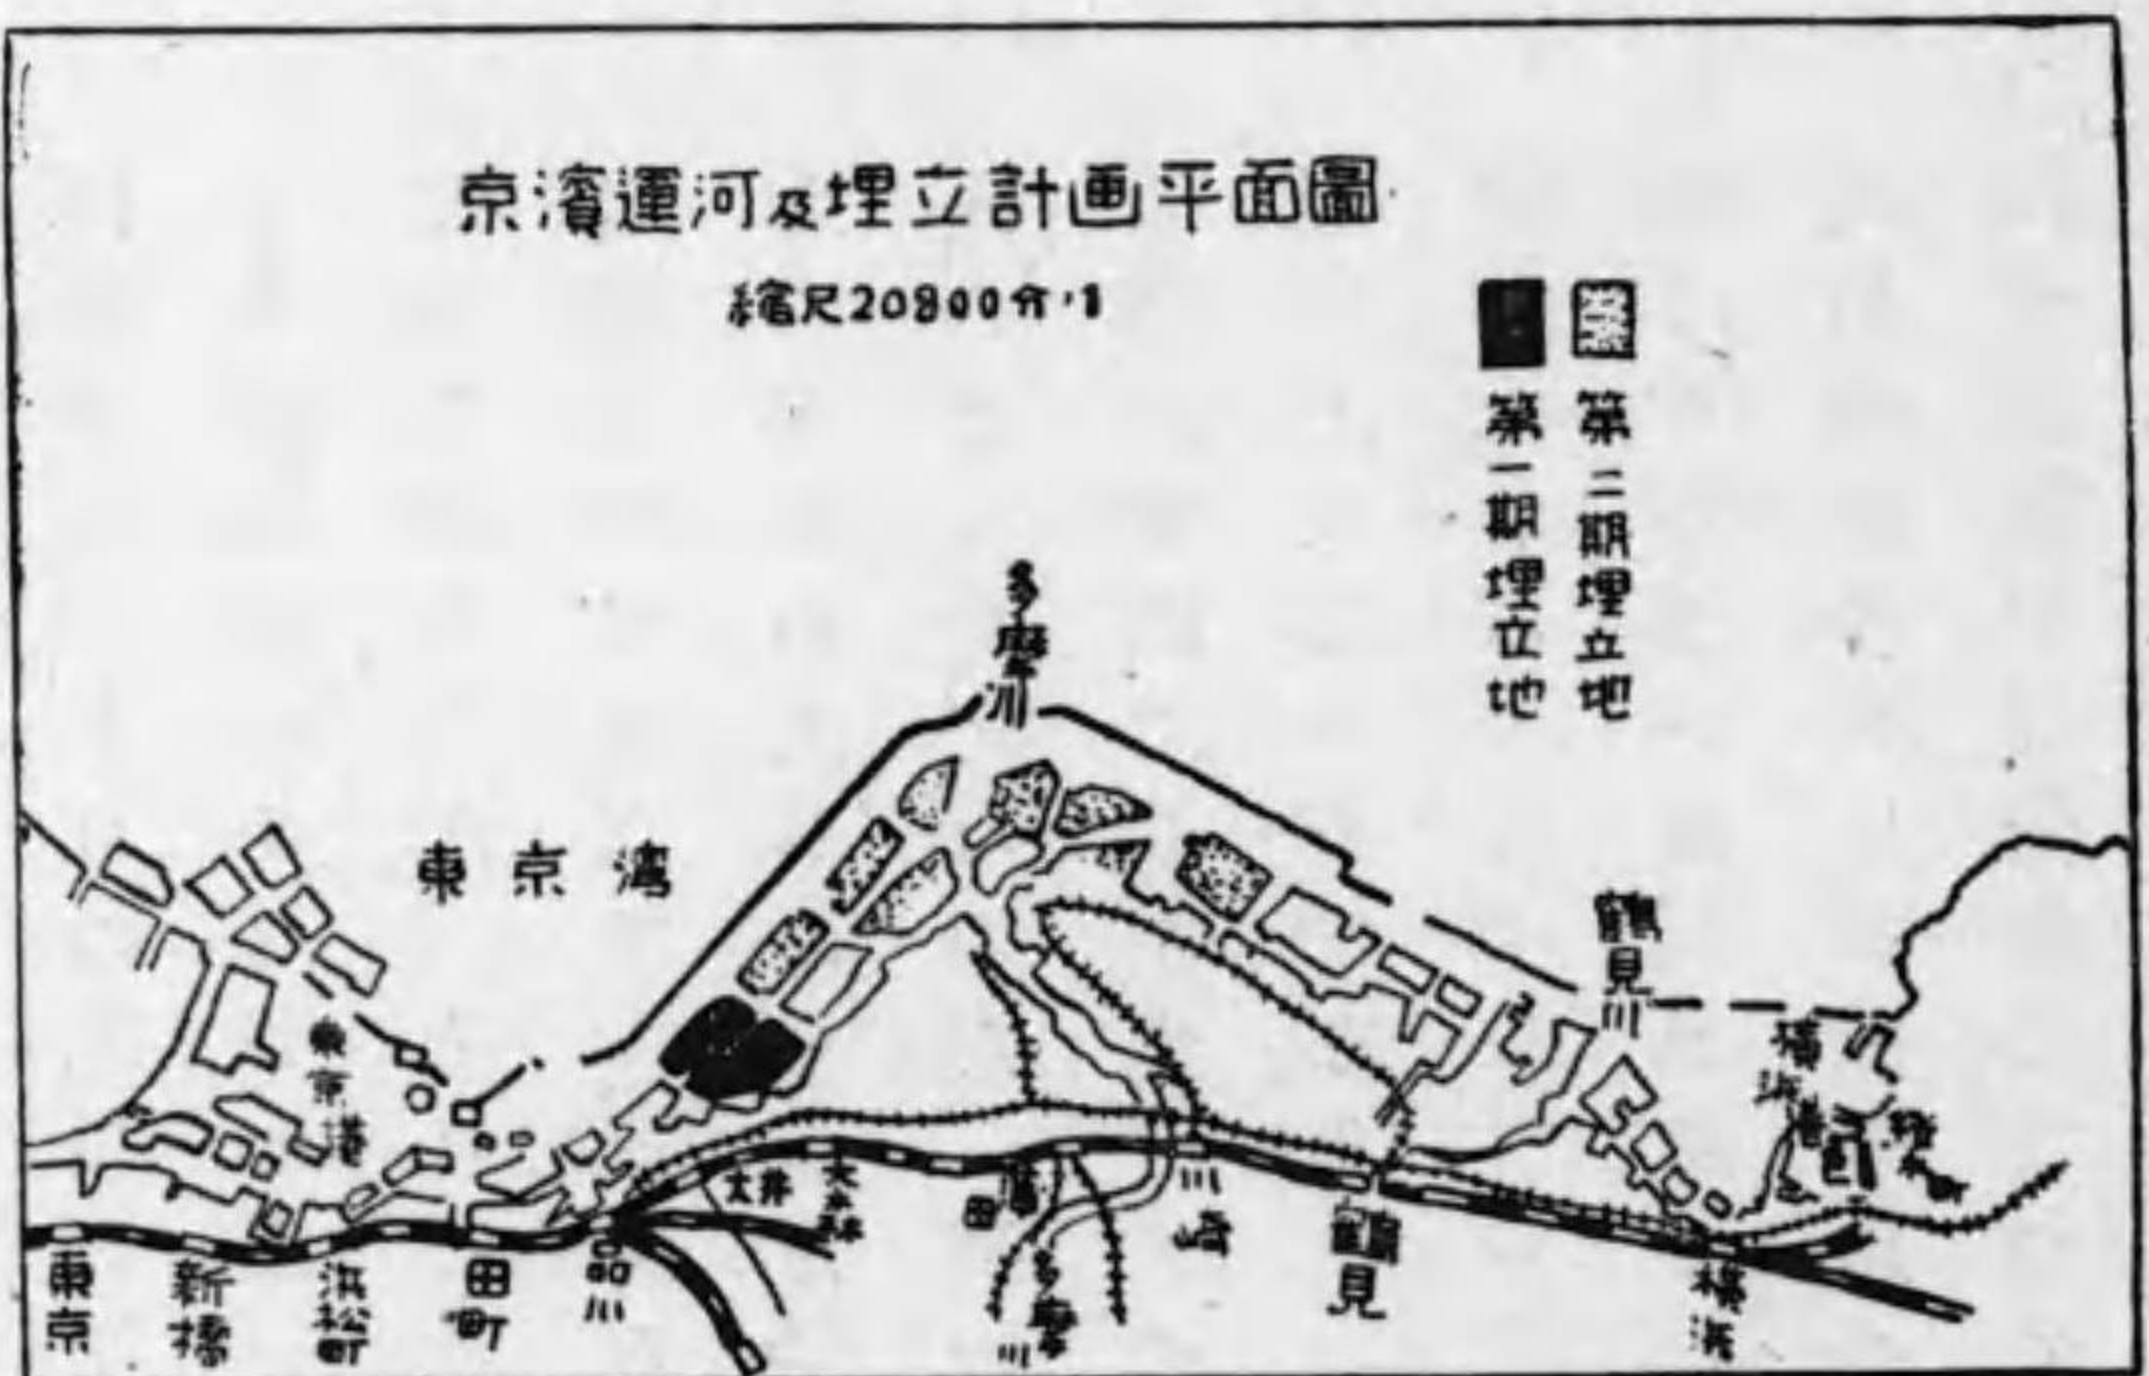 京濱運河及埋立計画平面圖
縮尺20800分ノ1
第二期埋立地
第一期埋立地
多摩川
東京湾
鶴見川
東京港
横浜港
大井
大森
蒲田
川崎
鶴見
横浜
東京
新橋
浜松町
田町
品川
多摩川